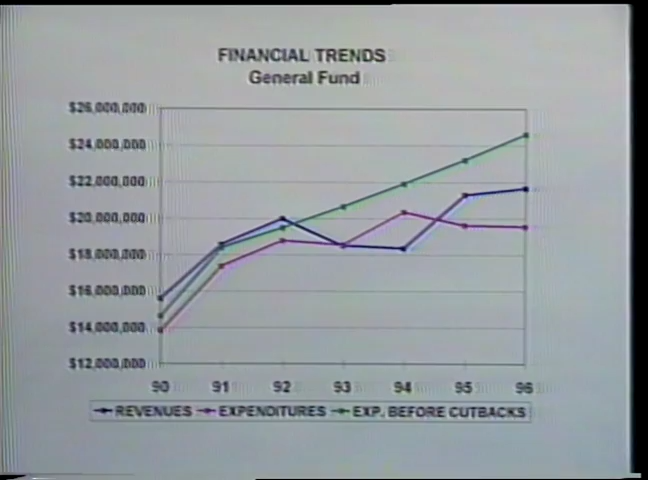 FINANCIAL TRENDS
General Fund
$26,000,000
$24,000,000
$22,000,000
$20,000,000
$18,000,000
$16,000,000
$14,000,000
$12,000,000
90 91 92 93 94 95 96
REVENUES EXPENDITURES EXP. BEFORE CUTBACKS